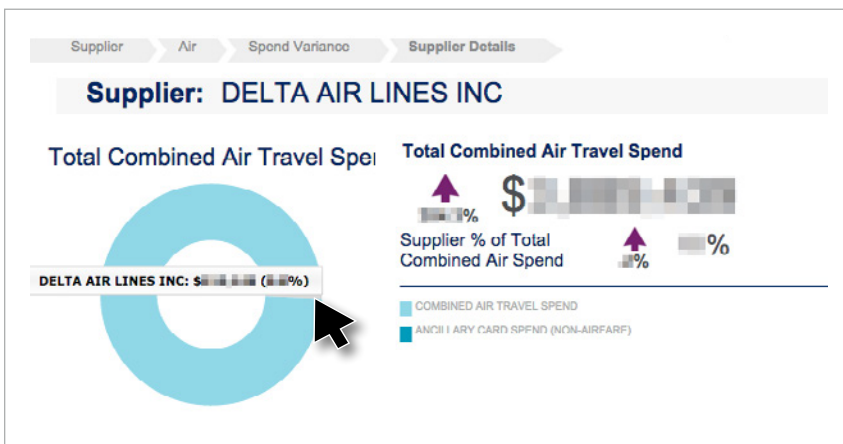 Supplier Air Spend Variance Supplier Details
Supplier: DELTA AIR LINES INC
Total Combined Air Travel Spe
Total Combined Air Travel Spend
$
%
Supplier % of Total
Combined Air Spend
%
%
DELTA AIR LINES INC: $ ( %)
COMBINED AIR TRAVEL SPEND
ANCILLARY CARD SPEND (NON-AIRFARE)